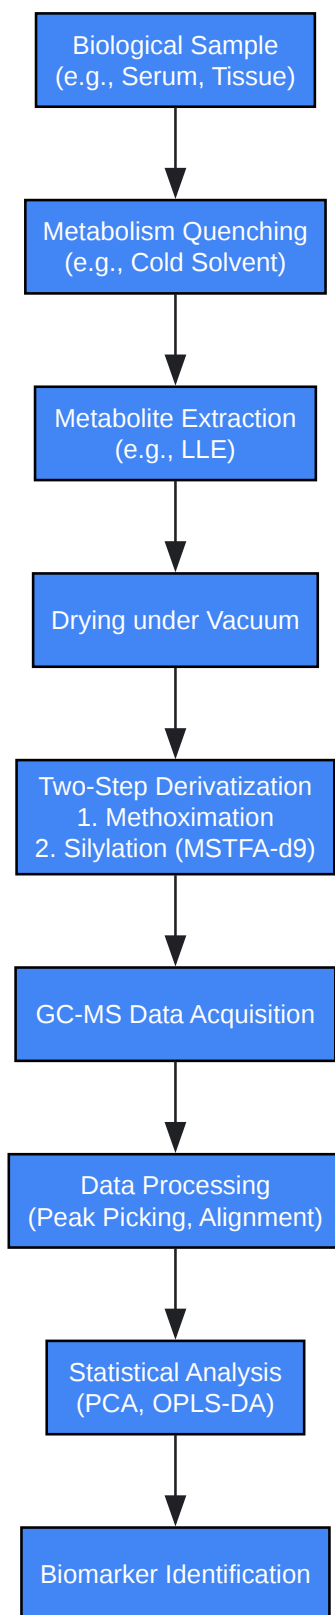 Biological Sample
(e.g., Serum, Tissue)
Metabolism Quenching
(e.g., Cold Solvent)
Metabolite Extraction
(e.g., LLE)
Drying under Vacuum
Two-Step Derivatization
1. Methoximation
2. Silylation (MSTFA-d9)
GC-MS Data Acquisition
Data Processing
(Peak Picking, Alignment)
Statistical Analysis
(PCA, OPLS-DA)
Biomarker Identification